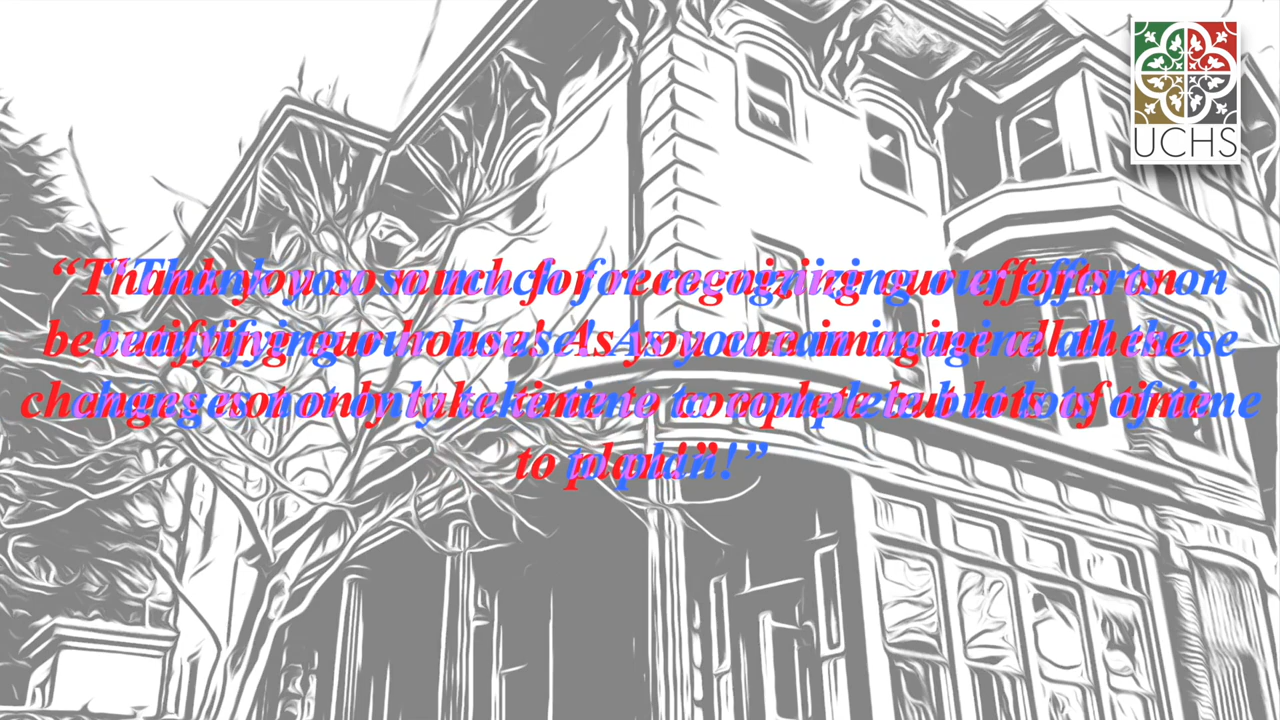 UCHS
“Thank you so much for recognizing our efforts on
beautifying our house! As you can imagine all these
changes not only take time to complete but lots of time
to plan!”